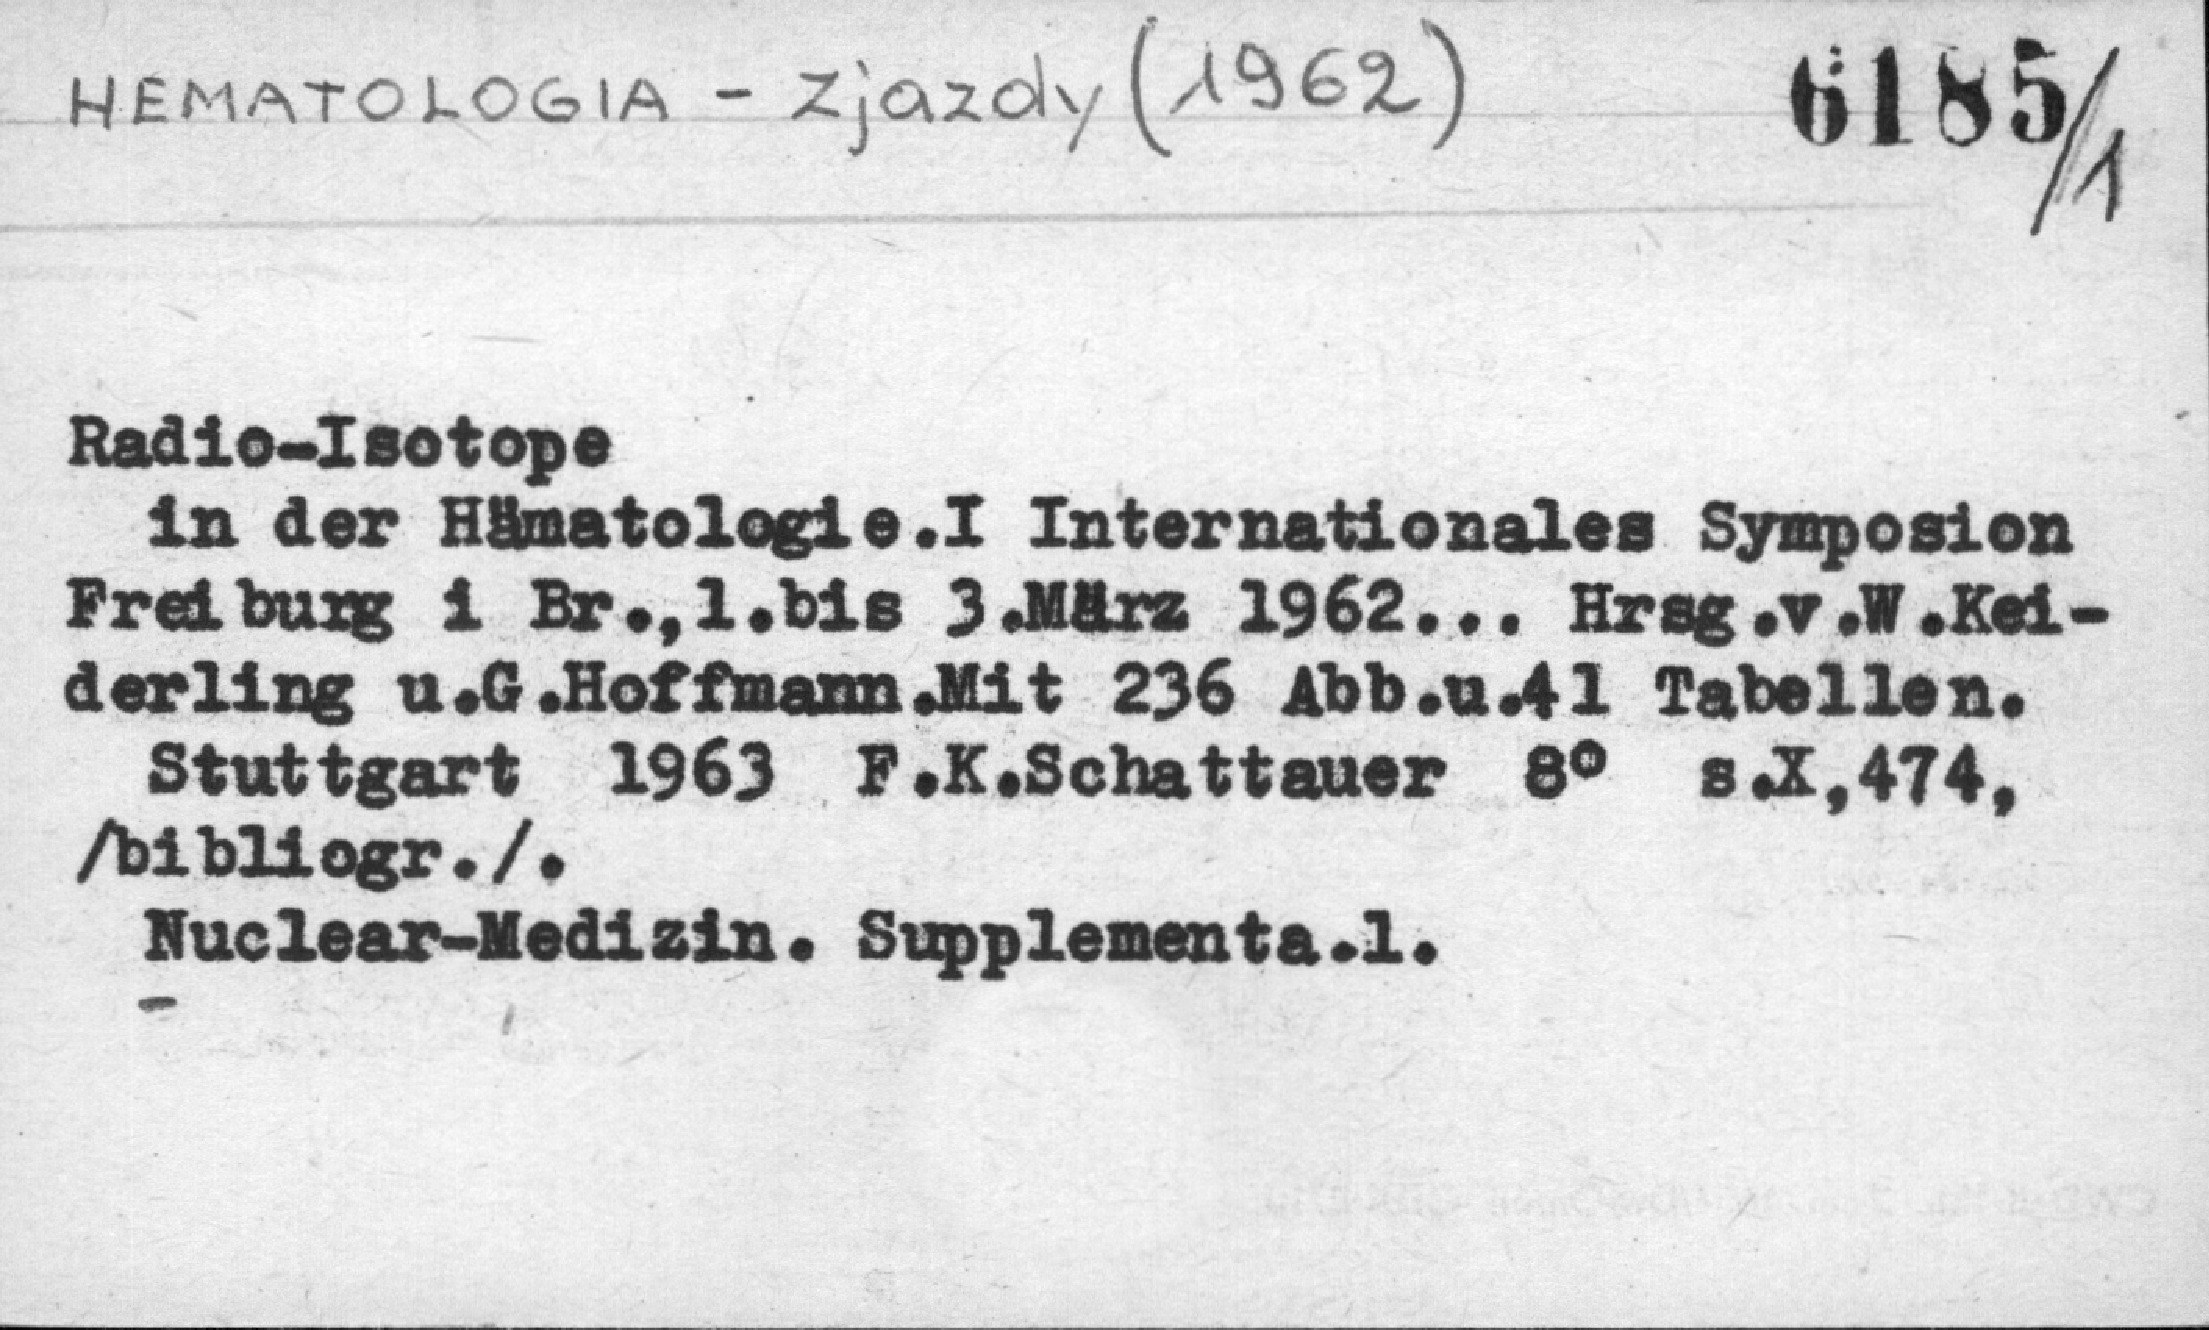 HEMATOLOGIA - Zjazdy (1962) 6185/1
Radio-Isotope
in der Hämatologie.I Internationales Symposion
Freiburg i Br.,1.bis 3.März 1962... Hrsg.v.W.Kei-
derling u.G.Hoffmann.Mit 236 Abb.u.41 Tabellen.
Stuttgart 1963 F.K.Schattauer 8° s.X,474,
/bibliogr./.
Nuclear-Medizin. Supplementa.1.